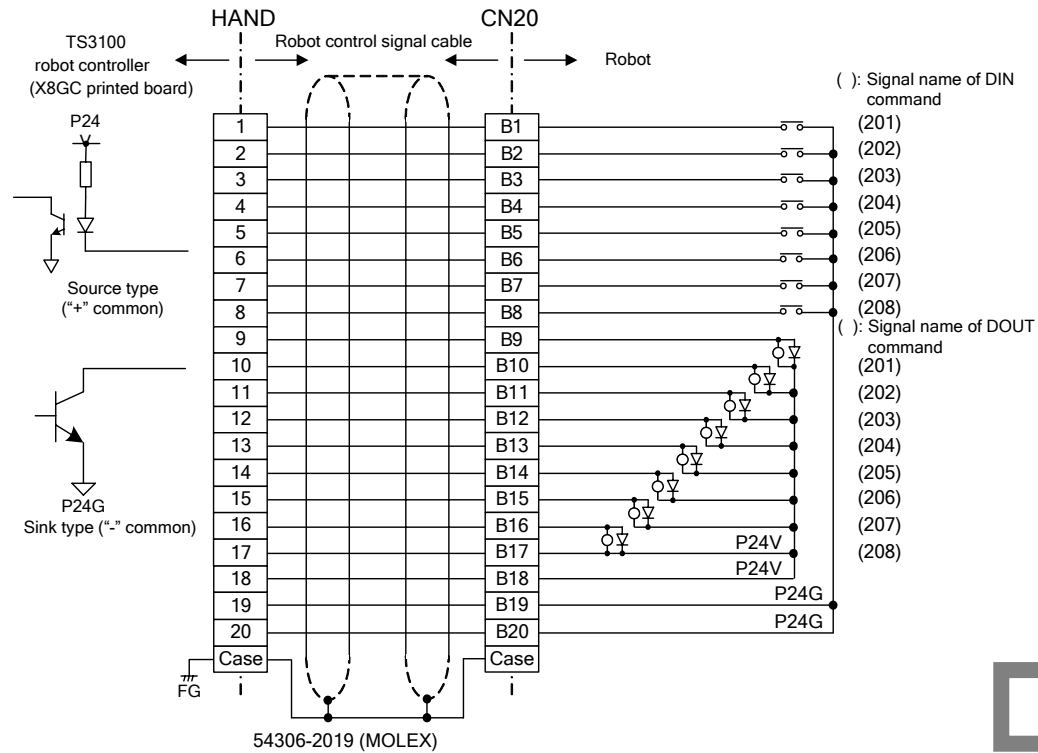 HAND
CN20
TS3100
robot controller
(X8GC printed board)
Robot control signal cable
Robot
( ): Signal name of DIN
command
P24
1 B1 (201)
2 B2 (202)
3 B3 (203)
4 B4 (204)
5 B5 (205)
6 B6 (206)
7 B7 (207)
8 B8 (208)
Source type
("+" common)
( ): Signal name of DOUT
command
9 B9
10 B10 (201)
11 B11 (202)
12 B12 (203)
13 B13 (204)
14 B14 (205)
15 B15 (206)
16 B16 (207)
17 B17 P24V (208)
18 B18 P24V
19 B19 P24G
20 B20 P24G
Case Case
P24G
Sink type ("-" common)
FG
54306-2019 (MOLEX)